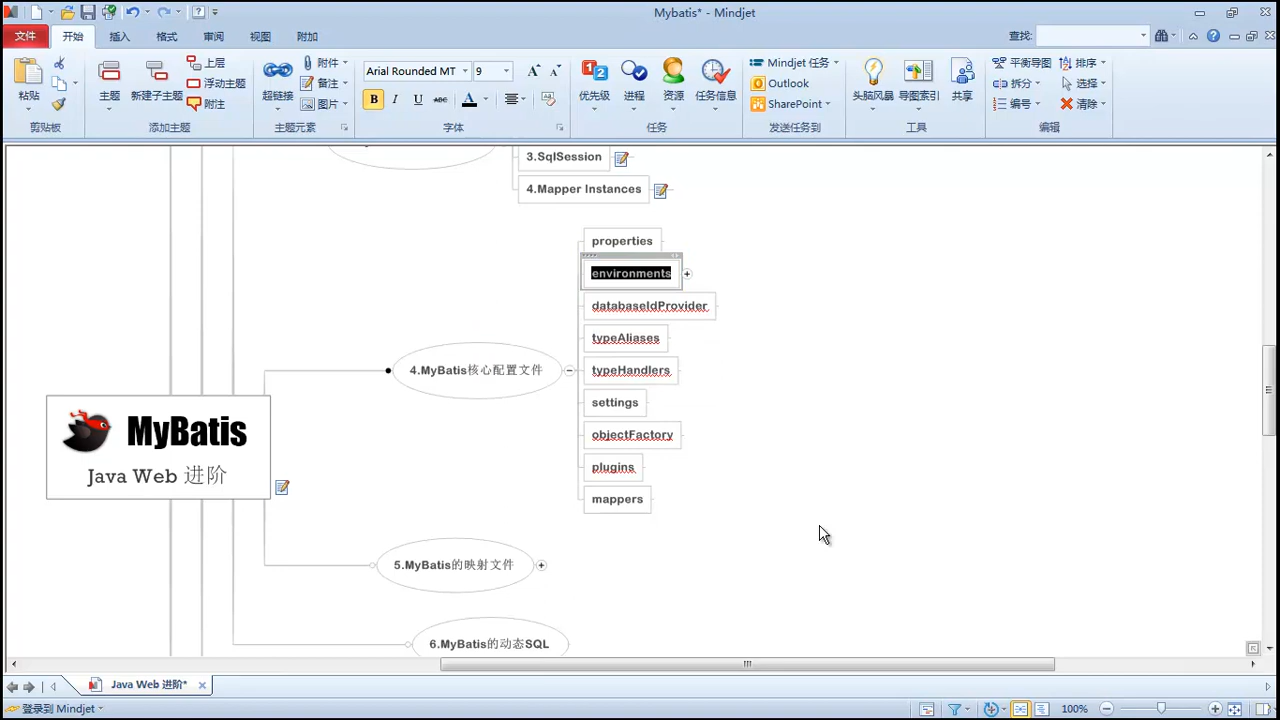 Mybatis* - Mindjet
文件
开始
插入
格式
审阅
视图
附加
查找:
粘贴
剪贴板
主题
新建子主题
上层
浮动主题
附注
添加主题
超链接
附件
备注
图片
主题元素
Arial Rounded MT
9
B I U ABC A
字体
优先级
进程
资源
任务信息
任务
Mindjet 任务
Outlook
SharePoint
发送任务到
头脑风暴
导图索引
共享
工具
平衡导图
排序
拆分
选择
编号
清除
编辑
3.SqlSession
4.Mapper Instances
properties
environments
databaseIdProvider
typeAliases
typeHandlers
settings
objectFactory
plugins
mappers
4.MyBatis核心配置文件
MyBatis
Java Web 进阶
5.MyBatis的映射文件
6.MyBatis的动态SQL
Java Web 进阶*
登录到 Mindjet
100%